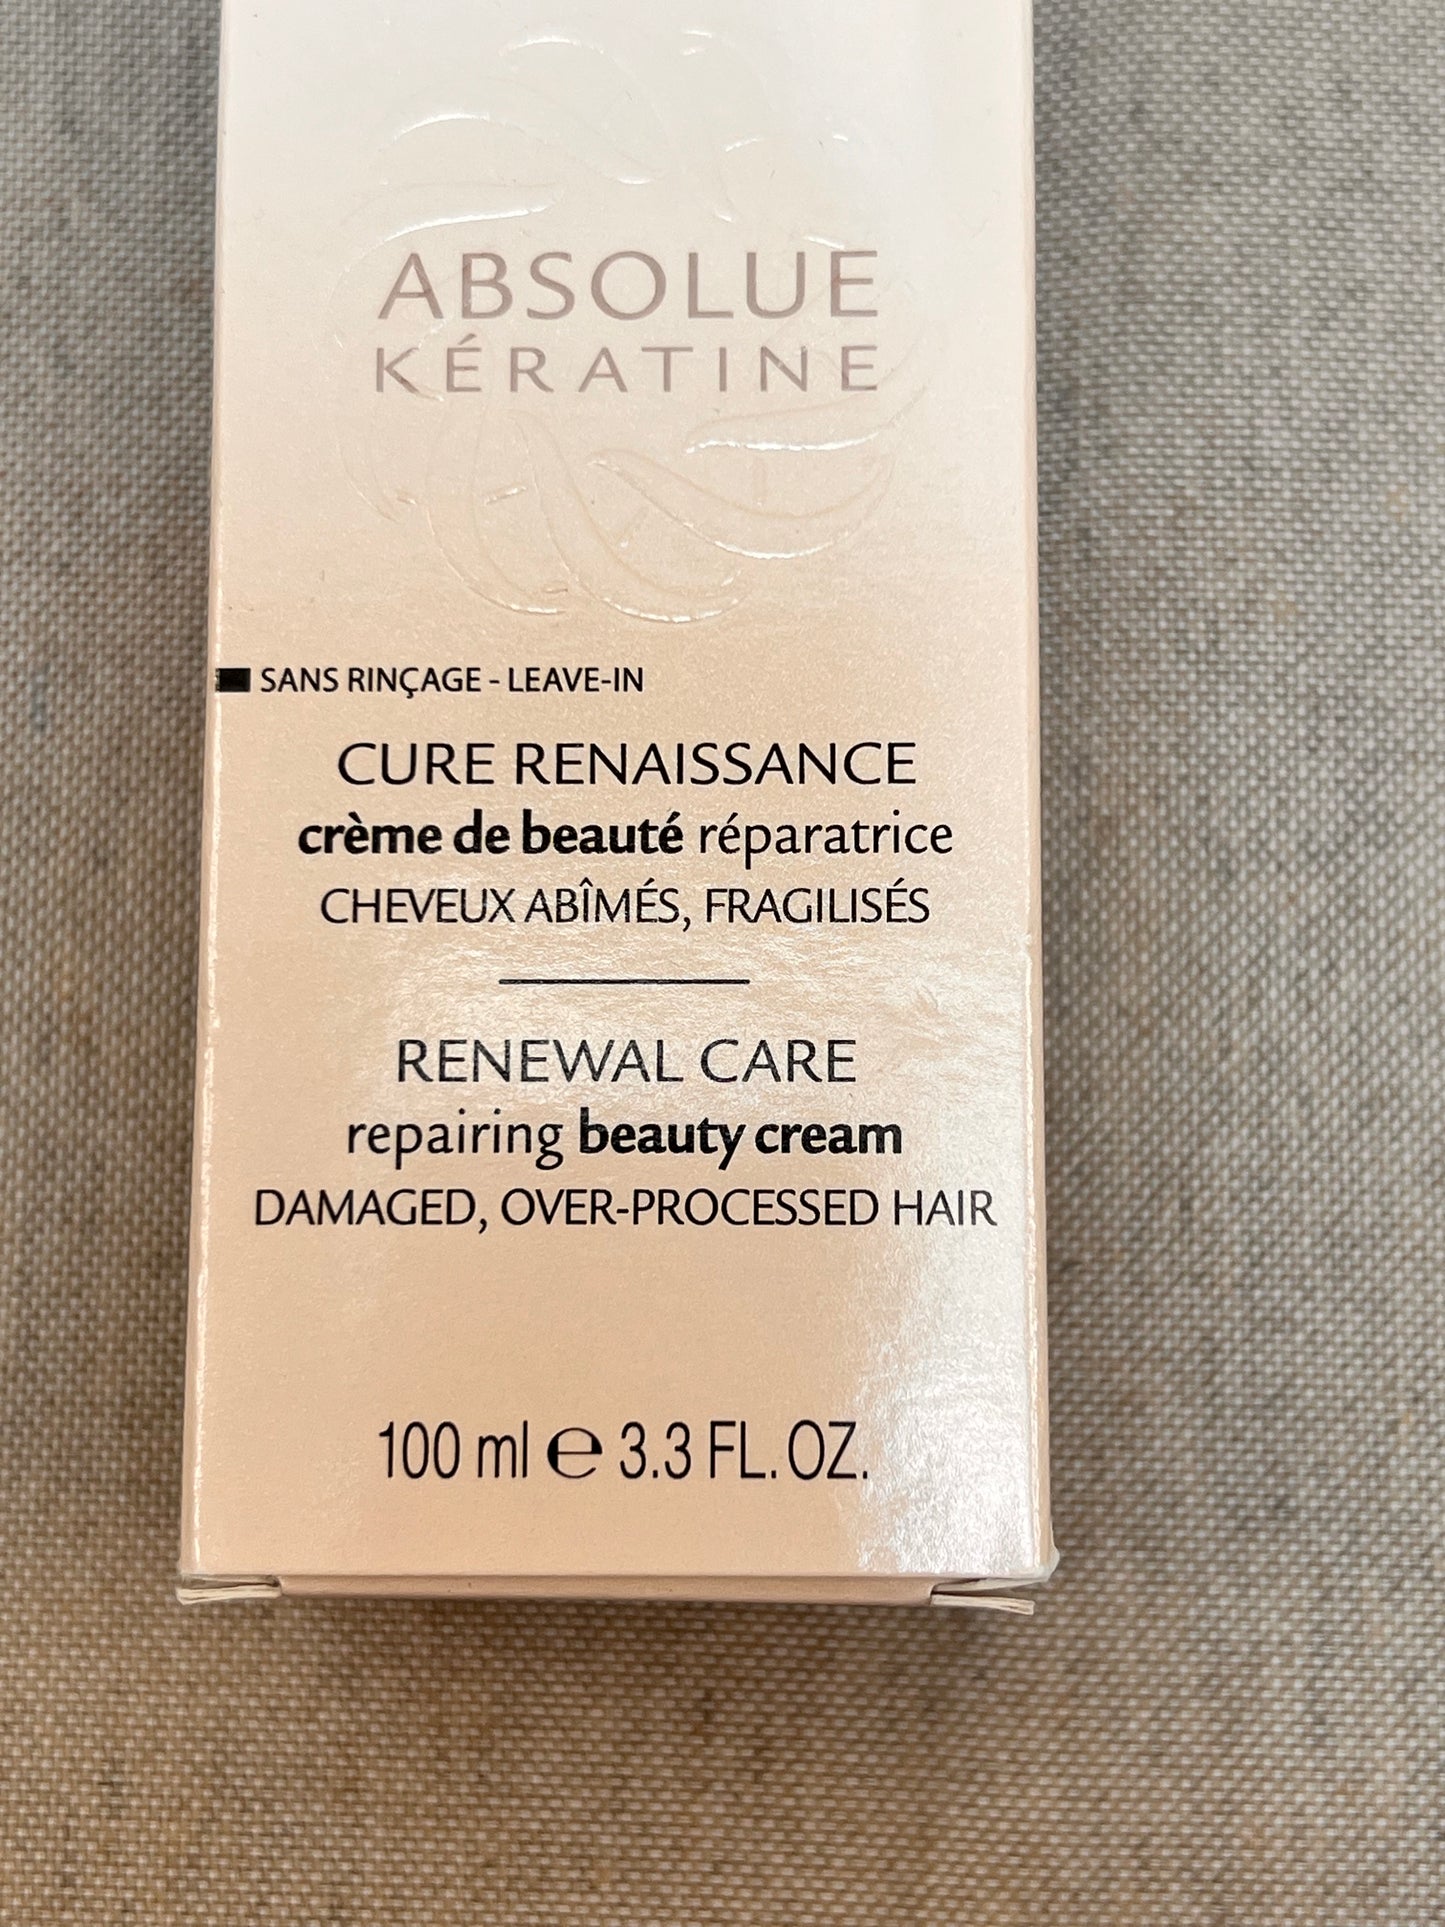 ABSOLUE
KÉRATINE
SANS RINÇAGE - LEAVE-IN
CURE RENAISSANCE
crème de beauté réparatrice
CHEVEUX ABÎMÉS, FRAGILISÉS
RENEWAL CARE
repairing beauty cream
DAMAGED, OVER-PROCESSED HAIR
100 ml ℮ 3.3 FL. OZ.